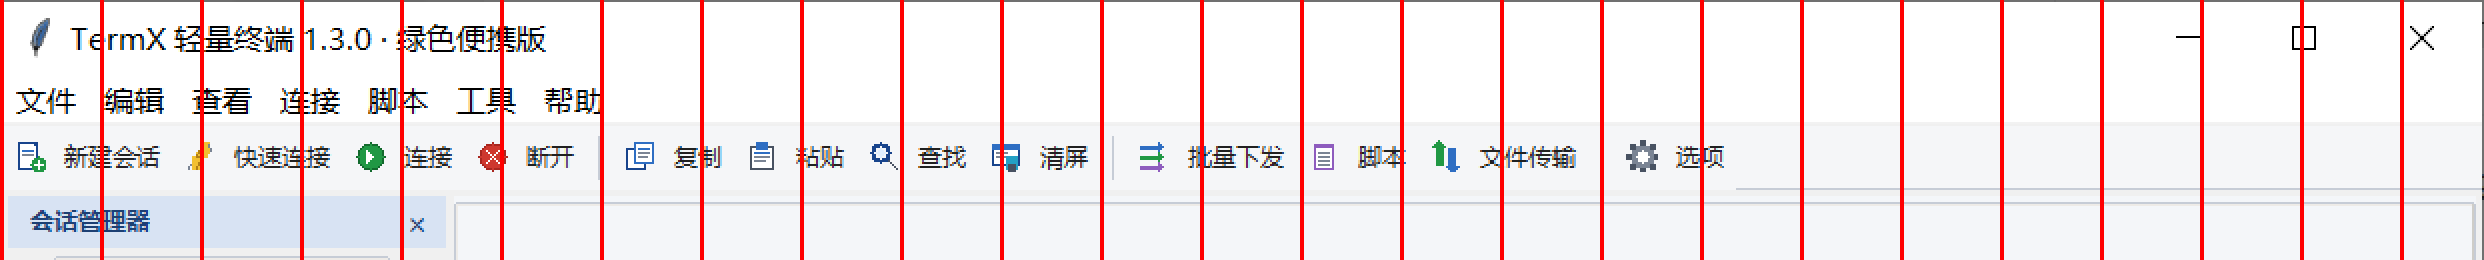 TermX 轻量终端 1.3.0 · 绿色便携版
文件 编辑 查看 连接 脚本 工具 帮助
新建会话 快速连接 连接 断开 复制 粘贴 查找 清屏 批量下发 脚本 文件传输 选项
会话管理器 ×